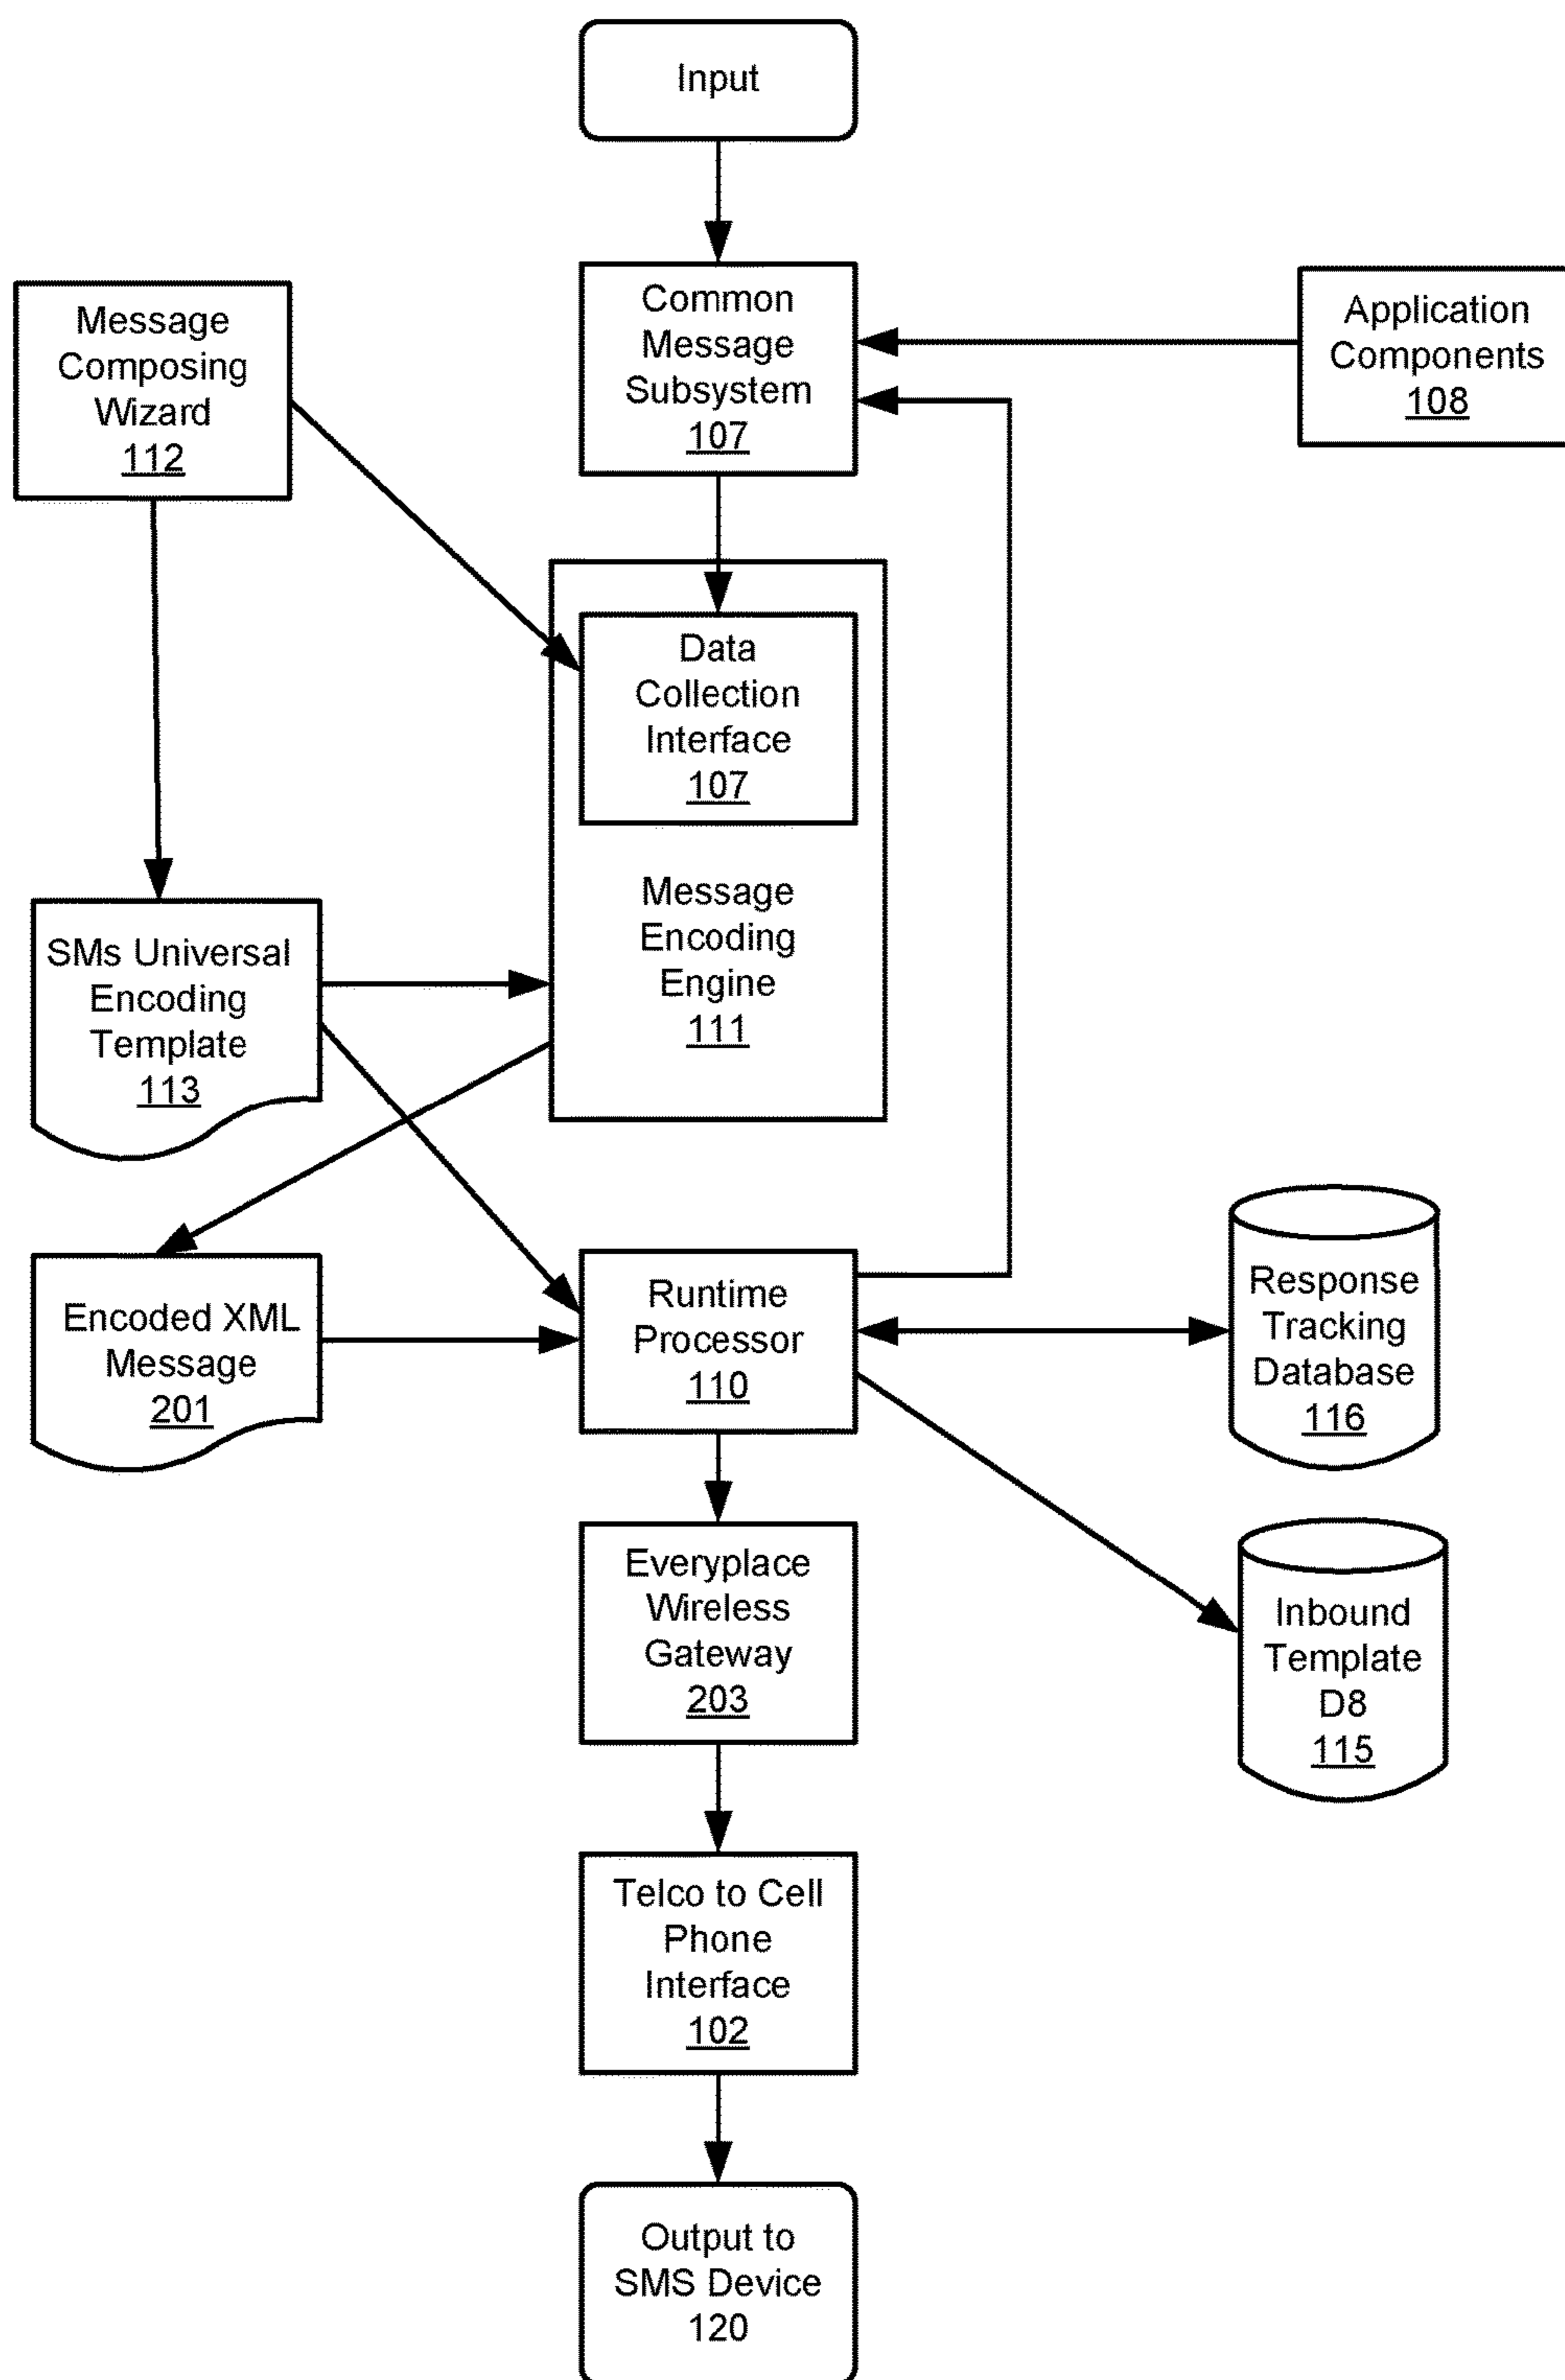 Input
Common
Message
Subsystem
107
Application
Components
108
Message
Composing
Wizard
112
Data
Collection
Interface
107
Message
Encoding
Engine
111
SMs Universal
Encoding
Template
113
Encoded XML
Message
201
Runtime
Processor
110
Response
Tracking
Database
116
Everyplace
Wireless
Gateway
203
Inbound
Template
D8
115
Telco to Cell
Phone
Interface
102
Output to
SMS Device
120